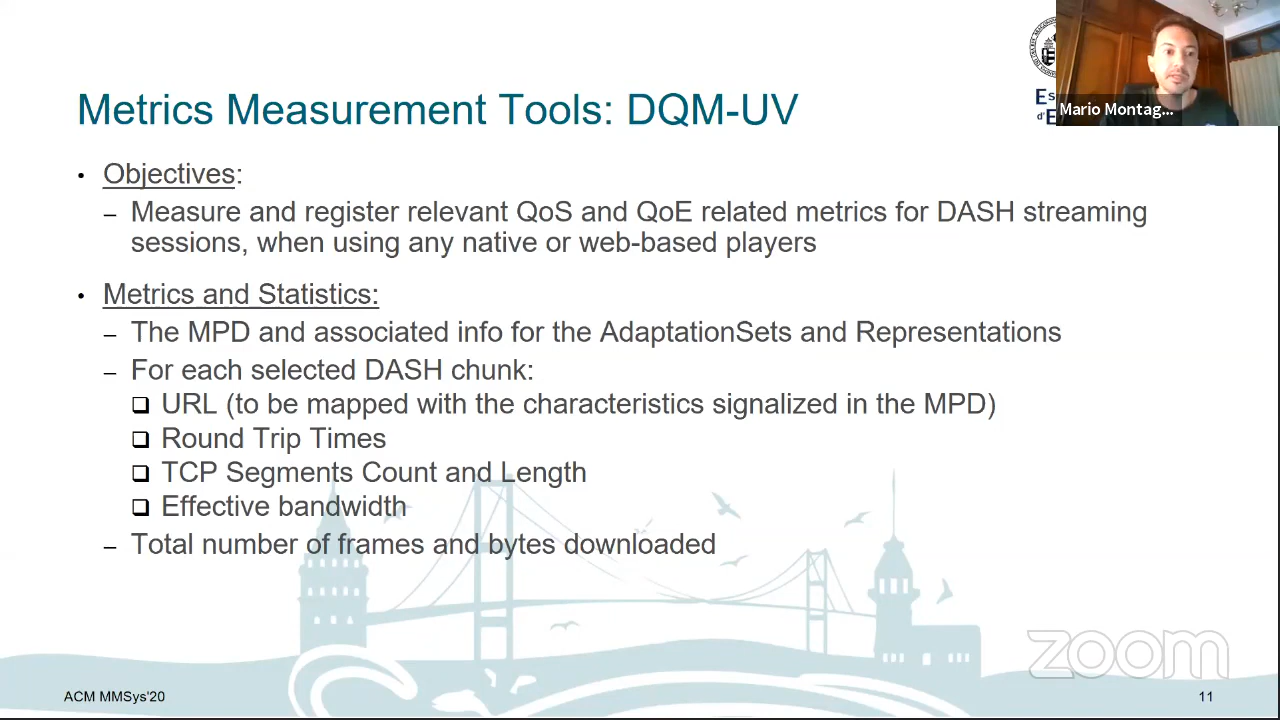 Metrics Measurement Tools: DQM-UV
Mario Montag...
• Objectives:
– Measure and register relevant QoS and QoE related metrics for DASH streaming
sessions, when using any native or web-based players
• Metrics and Statistics:
– The MPD and associated info for the AdaptationSets and Representations
– For each selected DASH chunk:
❑ URL (to be mapped with the characteristics signalized in the MPD)
❑ Round Trip Times
❑ TCP Segments Count and Length
❑ Effective bandwidth
– Total number of frames and bytes downloaded
zoom
ACM MMSys'20
11